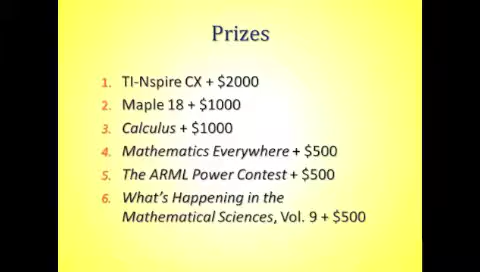 Prizes
1. TI-Nspire CX + $2000
2. Maple 18 + $1000
3. Calculus + $1000
4. Mathematics Everywhere + $500
5. The ARML Power Contest + $500
6. What's Happening in the
Mathematical Sciences, Vol. 9 + $500